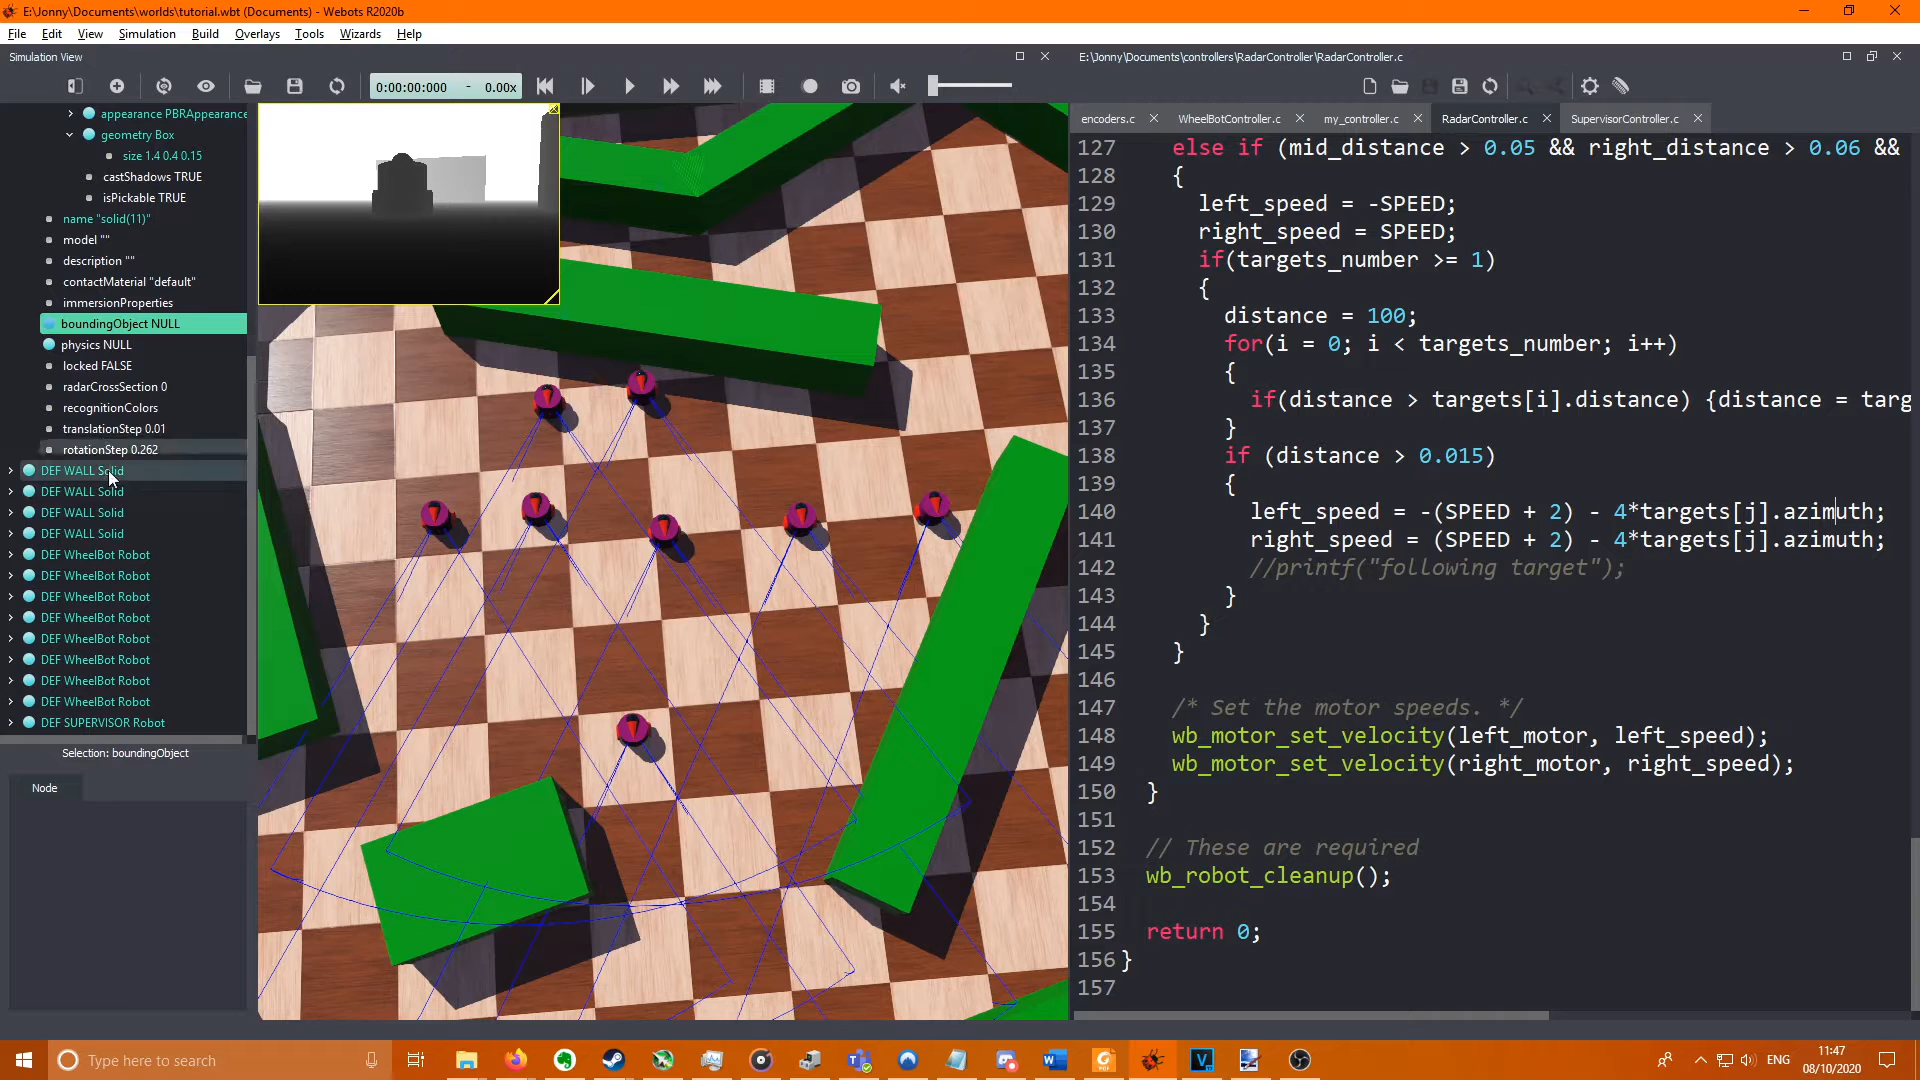 E:\Jonny\Documents\worlds\tutorial.wbt (Documents) - Webots R2020b
File Edit View Simulation Build Overlays Tools Wizards Help
Simulation View
0:00:00:000 - 0.00x
appearance PBRAppearance
geometry Box
size 1.4 0.4 0.15
castShadows TRUE
isPickable TRUE
name "solid(11)"
model ""
description ""
contactMaterial "default"
immersionProperties
boundingObject NULL
physics NULL
locked FALSE
radarCrossSection 0
recognitionColors
translationStep 0.01
rotationStep 0.262
DEF WALL Solid
DEF WALL Solid
DEF WALL Solid
DEF WALL Solid
DEF WheelBot Robot
DEF WheelBot Robot
DEF WheelBot Robot
DEF WheelBot Robot
DEF WheelBot Robot
DEF WheelBot Robot
DEF WheelBot Robot
DEF WheelBot Robot
DEF SUPERVISOR Robot
Selection: boundingObject
Node
E:\Jonny\Documents\controllers\RadarController\RadarController.c
encoders.c WheelBotController.c my_controller.c RadarController.c SupervisorController.c
127 else if (mid_distance > 0.05 && right_distance > 0.06 &&
128 {
129 left_speed = -SPEED;
130 right_speed = SPEED;
131 if(targets_number >= 1)
132 {
133 distance = 100;
134 for(i = 0; i < targets_number; i++)
135 {
136 if(distance > targets[i].distance) {distance = targ
137 }
138 if (distance > 0.015)
139 {
140 left_speed = -(SPEED + 2) - 4*targets[j].azimuth;
141 right_speed = (SPEED + 2) - 4*targets[j].azimuth;
142 //printf("following target");
143 }
144 }
145 }
146
147 /* Set the motor speeds. */
148 wb_motor_set_velocity(left_motor, left_speed);
149 wb_motor_set_velocity(right_motor, right_speed);
150 }
151
152 // These are required
153 wb_robot_cleanup();
154
155 return 0;
156 }
157
Type here to search
ENG
11:47
08/10/2020